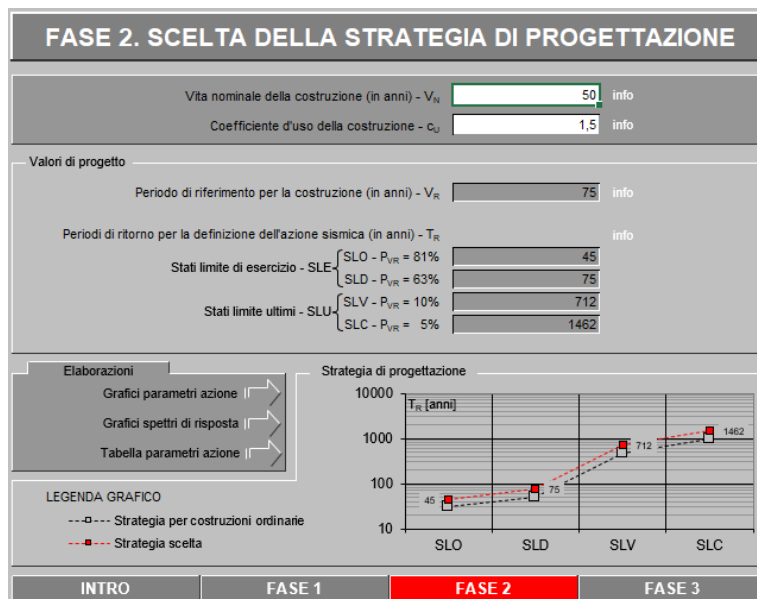 FASE 2. SCELTA DELLA STRATEGIA DI PROGETTAZIONE
Vita nominale della costruzione (in anni) - VN 50 info
Coefficiente d'uso della costruzione - cU 1,5 info
Valori di progetto
Periodo di riferimento per la costruzione (in anni) - VR 75 info
Periodi di ritorno per la definizione dell'azione sismica (in anni) - TR info
Stati limite di esercizio - SLE
SLO - PVR = 81% 45
SLD - PVR = 63% 75
Stati limite ultimi - SLU
SLV - PVR = 10% 712
SLC - PVR = 5% 1462
Elaborazioni
Grafici parametri azione
Grafici spettri di risposta
Tabella parametri azione
LEGENDA GRAFICO
Strategia per costruzioni ordinarie
Strategia scelta
Strategia di progettazione
TR [anni]
10000
1000
100
10
45
75
712
1462
SLO SLD SLV SLC
INTRO FASE 1 FASE 2 FASE 3